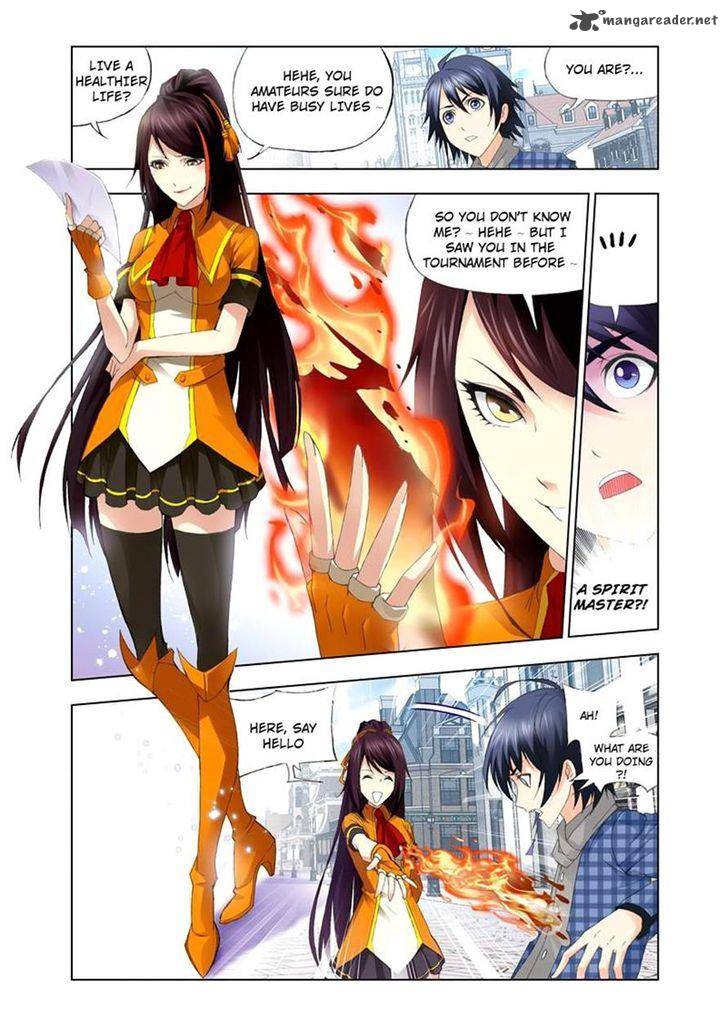 mangareader.net
LIVE A
HEALTHIER
LIFE?
HEHE, YOU
AMATEURS SURE DO
HAVE BUSY LIVES ~
YOU ARE?...
SO YOU DON'T KNOW
ME? ~ HEHE ~ BUT I
SAW YOU IN THE
TOURNAMENT BEFORE ~
A SPIRIT
MASTER?!
HERE, SAY
HELLO
AH!
WHAT ARE
YOU DOING
?!